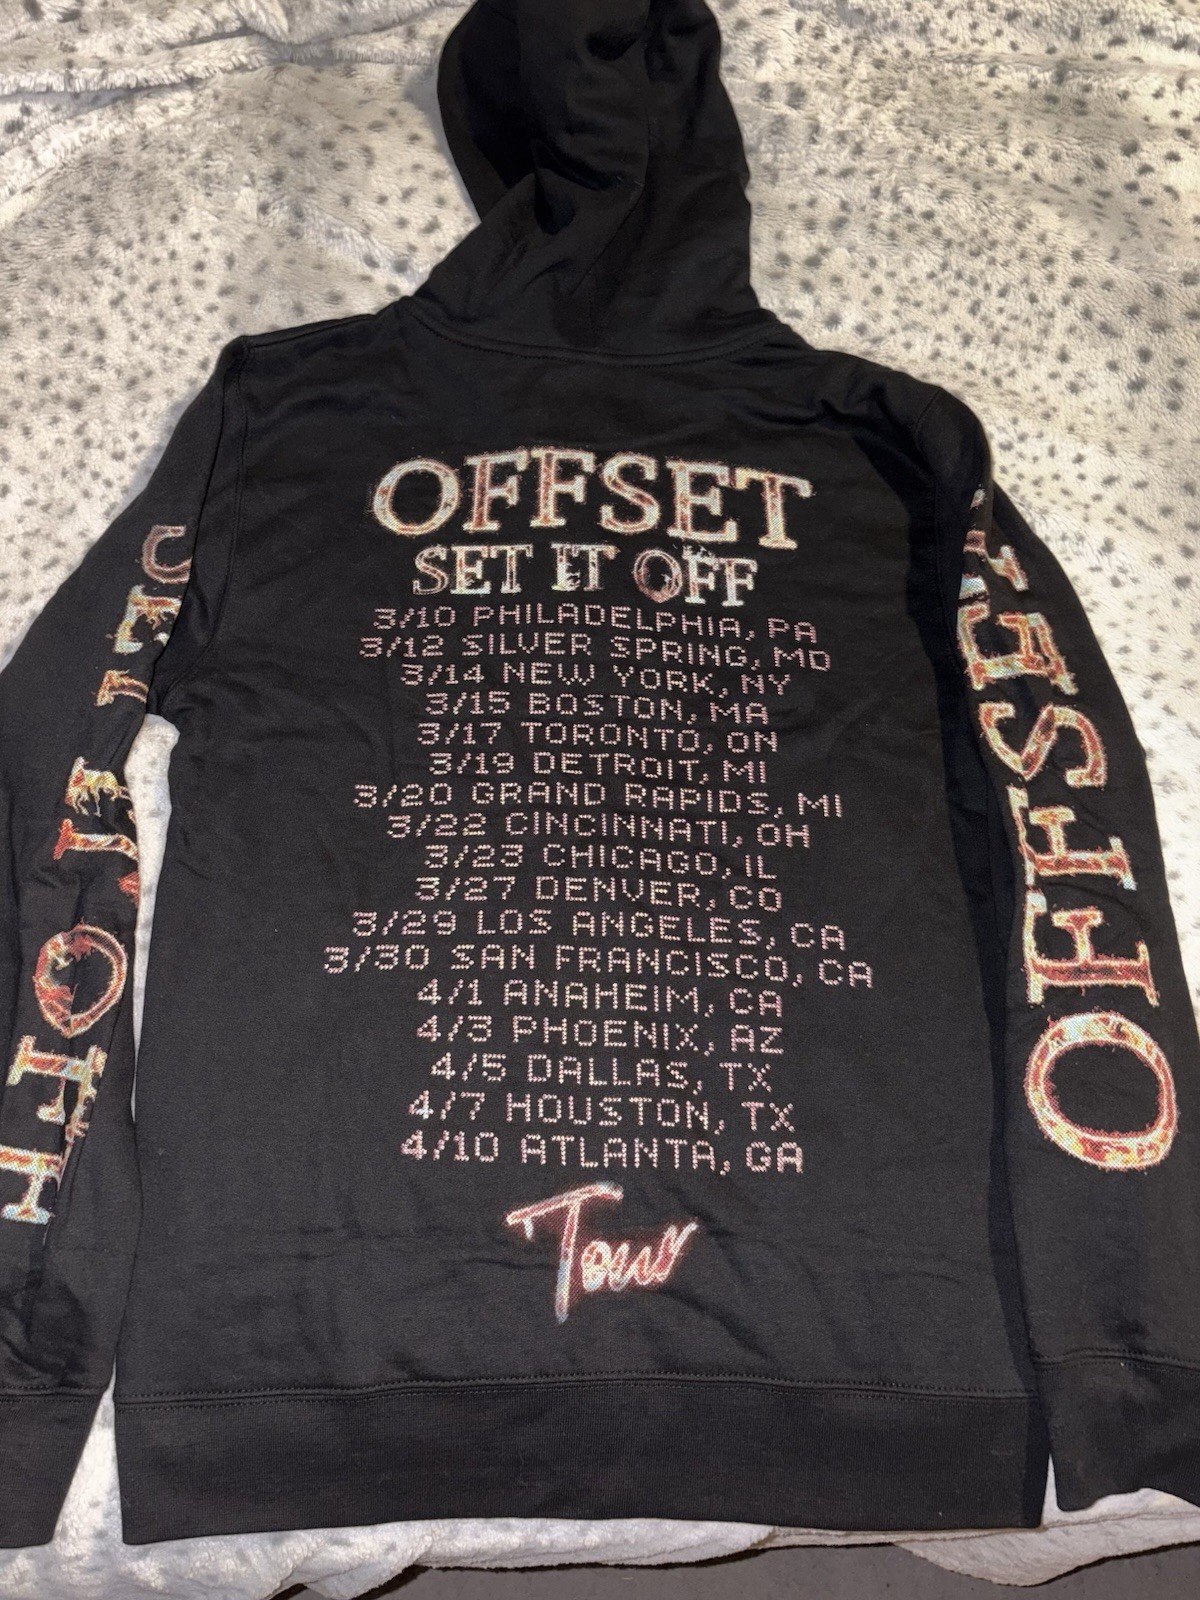 OFFSET
SET IT OFF
3/10 PHILADELPHIA, PA
3/12 SILVER SPRING, MD
3/14 NEW YORK, NY
3/15 BOSTON, MA
3/17 TORONTO, ON
3/19 DETROIT, MI
3/20 GRAND RAPIDS, MI
3/22 CINCINNATI, OH
3/23 CHICAGO, IL
3/27 DENVER, CO
3/29 LOS ANGELES, CA
3/30 SAN FRANCISCO, CA
4/1 ANAHEIM, CA
4/3 PHOENIX, AZ
4/5 DALLAS, TX
4/7 HOUSTON, TX
4/10 ATLANTA, GA
Tour
SET IT OFF
OFFSET